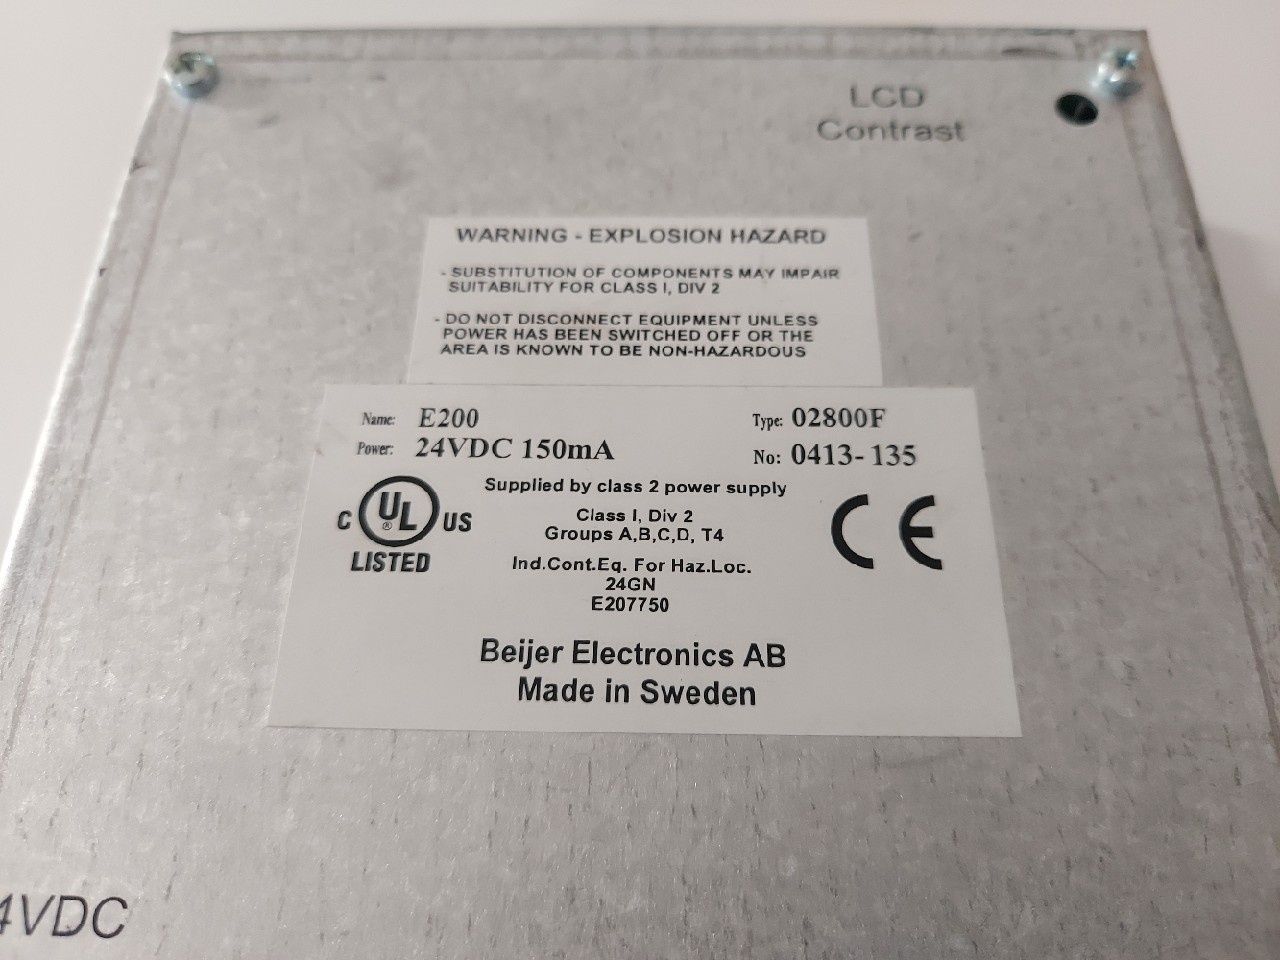 LCD
Contrast
WARNING - EXPLOSION HAZARD
- SUBSTITUTION OF COMPONENTS MAY IMPAIR
SUITABILITY FOR CLASS I, DIV 2
- DO NOT DISCONNECT EQUIPMENT UNLESS
POWER HAS BEEN SWITCHED OFF OR THE
AREA IS KNOWN TO BE NON-HAZARDOUS
Name: E200
Type: 02800F
Power: 24VDC 150mA
No: 0413-135
Supplied by class 2 power supply
C UL ® US
LISTED
Class I, Div 2
Groups A,B,C,D, T4
Ind.Cont.Eq. For Haz.Loc.
24GN
E207750
CE
Beijer Electronics AB
Made in Sweden
4VDC